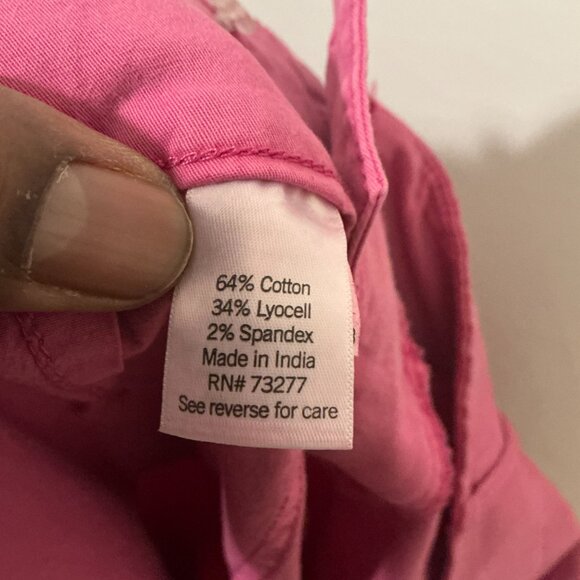 64% Cotton
34% Lyocell
2% Spandex
Made in India
RN# 73277
See reverse for care